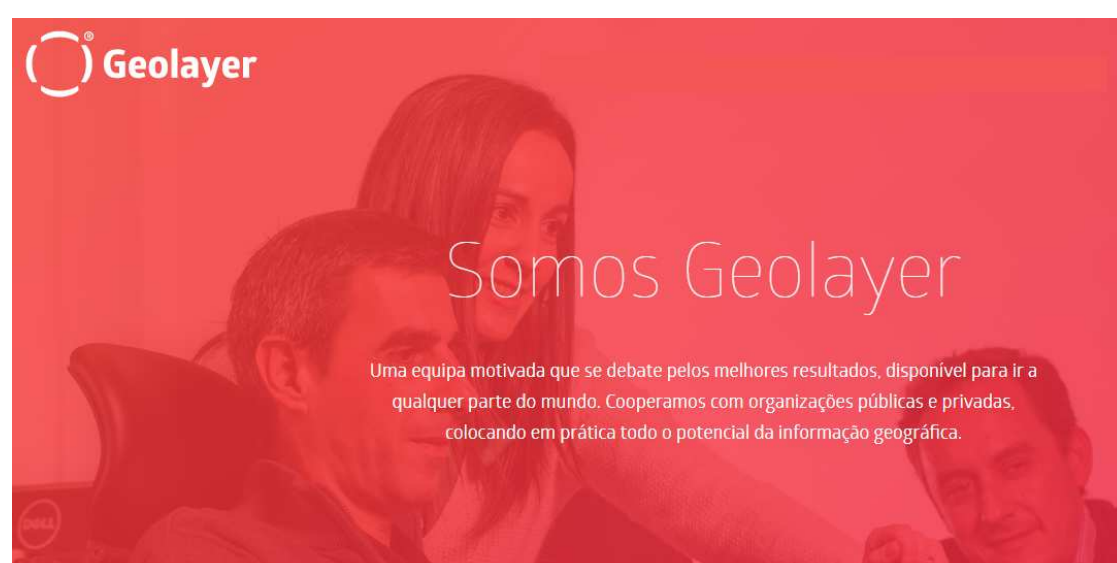 ® Geolayer
Somos Geolayer
Uma equipa motivada que se debate pelos melhores resultados, disponível para ir a
qualquer parte do mundo. Cooperamos com organizações públicas e privadas,
colocando em prática todo o potencial da informação geográfica.
DELL